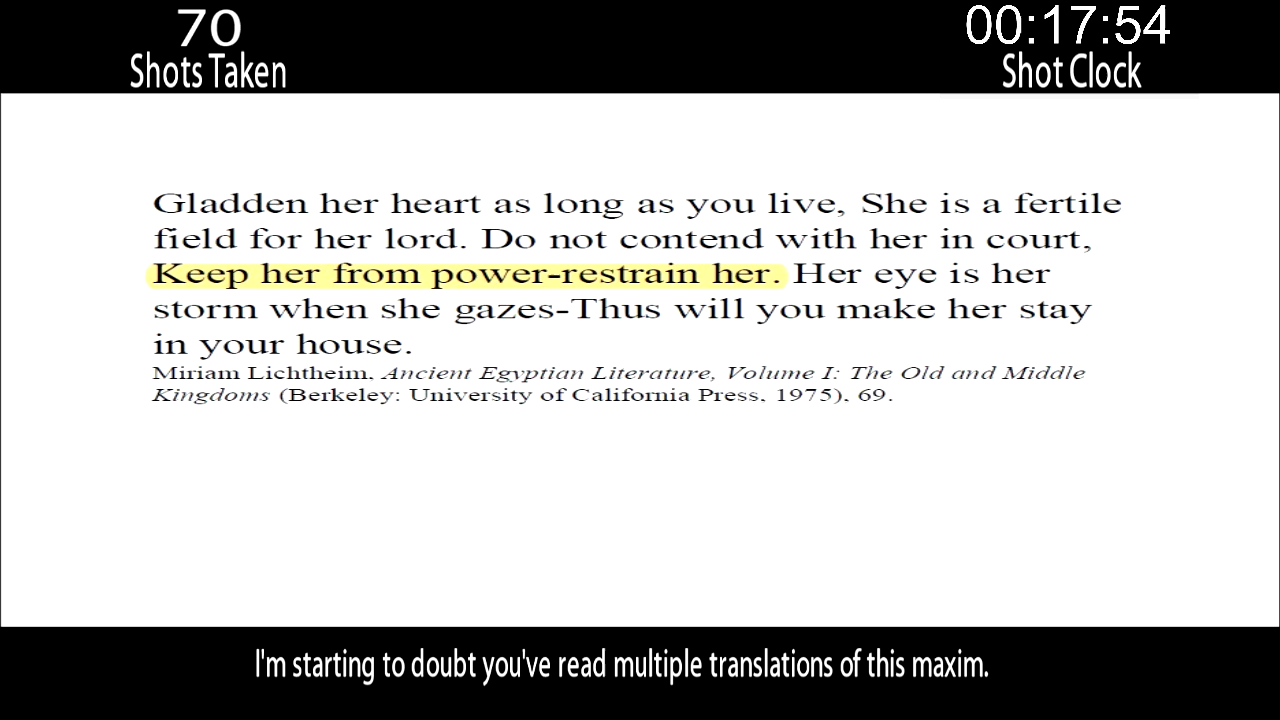 70
Shots Taken
00:17:54
Shot Clock
Gladden her heart as long as you live, She is a fertile
field for her lord. Do not contend with her in court,
Keep her from power-restrain her. Her eye is her
storm when she gazes-Thus will you make her stay
in your house.
Miriam Lichtheim, Ancient Egyptian Literature, Volume I: The Old and Middle
Kingdoms (Berkeley: University of California Press, 1975), 69.
I'm starting to doubt you've read multiple translations of this maxim.